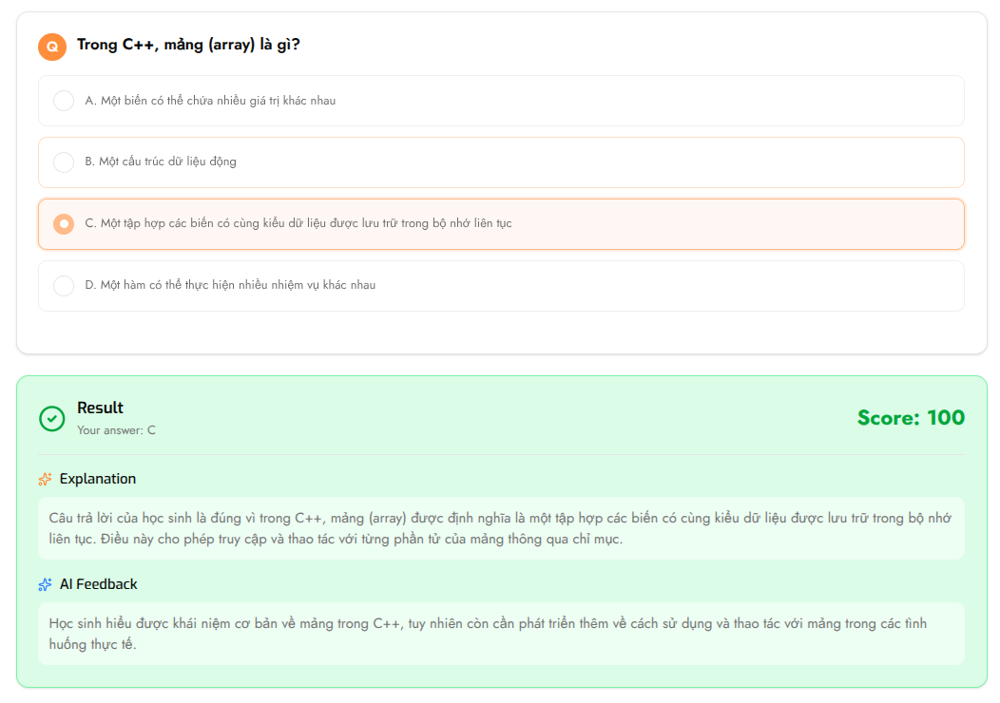 Q Trong C++, mảng (array) là gì?
A. Một biến có thể chứa nhiều giá trị khác nhau
B. Một cấu trúc dữ liệu động
C. Một tập hợp các biến có cùng kiểu dữ liệu được lưu trữ trong bộ nhớ liên tục
D. Một hàm có thể thực hiện nhiều nhiệm vụ khác nhau
Result
Your answer: C
Score: 100
Explanation
Câu trả lời của học sinh là đúng vì trong C++, mảng (array) được định nghĩa là một tập hợp các biến có cùng kiểu dữ liệu được lưu trữ trong bộ nhớ
liên tục. Điều này cho phép truy cập và thao tác với từng phần tử của mảng thông qua chỉ mục.
AI Feedback
Học sinh hiểu được khái niệm cơ bản về mảng trong C++, tuy nhiên còn cần phát triển thêm về cách sử dụng và thao tác với mảng trong các tình
huống thực tế.